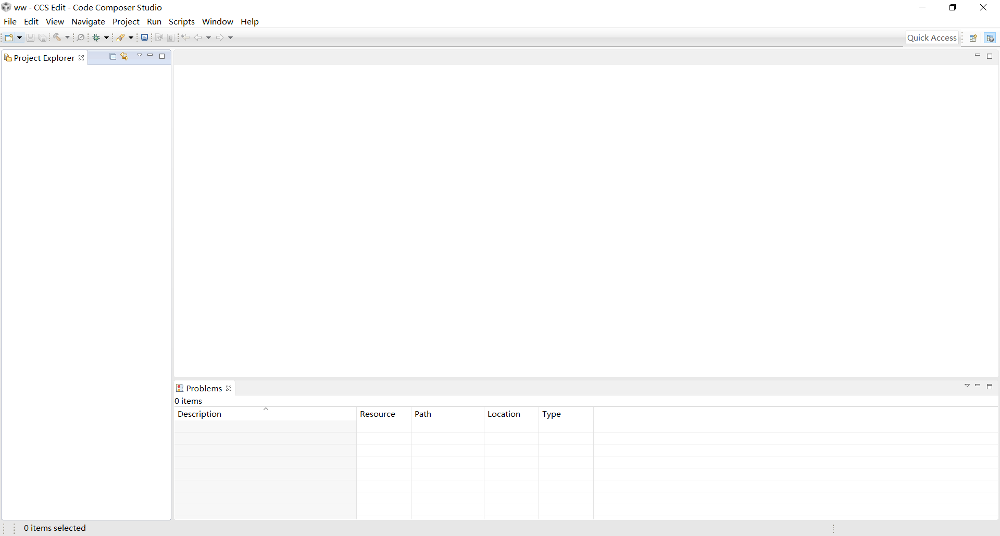 ww - CCS Edit - Code Composer Studio
File Edit View Navigate Project Run Scripts Window Help
Quick Access
Project Explorer
Problems
0 items
Description Resource Path Location Type
0 items selected